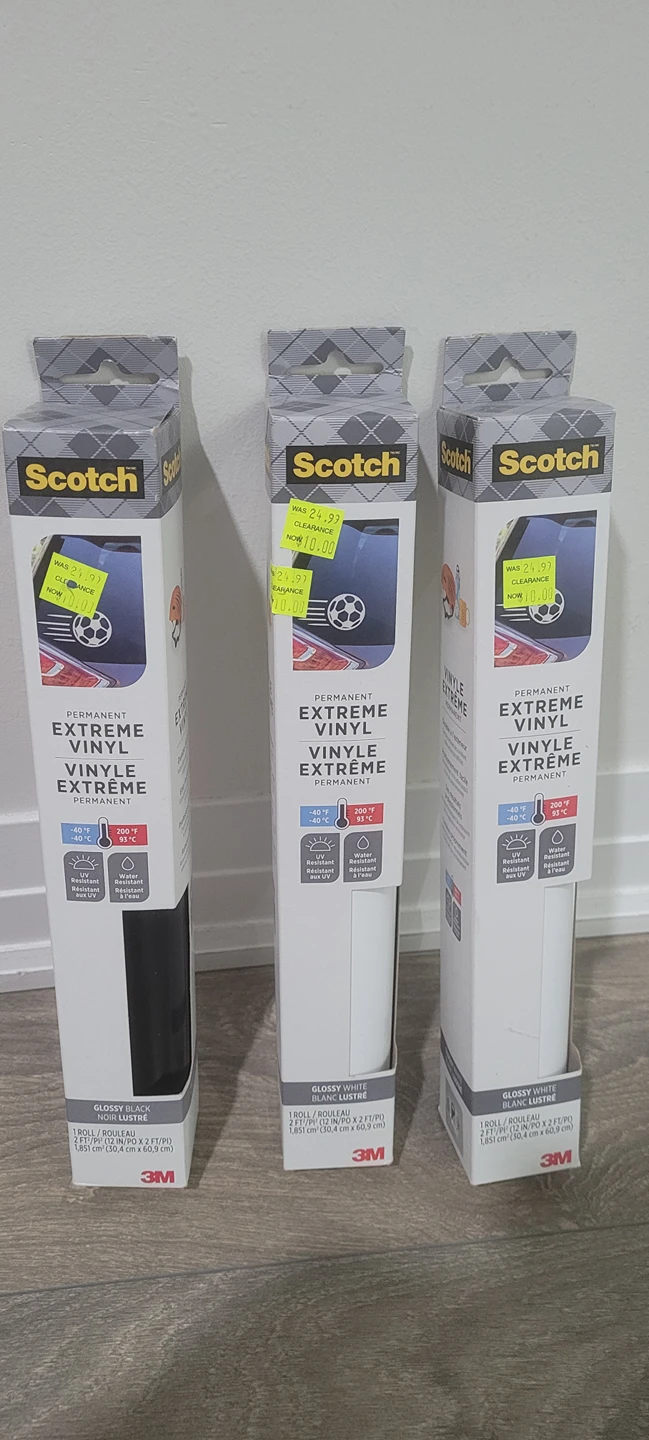 Scotch
Scotch
WAS 24.99
CLEARANCE
NOW $10.00
PERMANENT
EXTREME
VINYL
VINYLE
EXTRÊME
PERMANENT
-40 °F
-40 °C
200 °F
93 °C
UV
Resistant
Résistant
aux UV
Water
Resistant
Résistant
à l'eau
GLOSSY BLACK
NOIR LUSTRÉ
1 ROLL / ROULEAU
2 FT²/PI² (12 IN/PO X 2 FT/PI)
1,851 cm² (30,4 cm x 60,9 cm)
3M
Scotch
WAS 24.99
CLEARANCE
NOW $10.00
24.99
EARANCE
10.00
PERMANENT
EXTREME
VINYL
VINYLE
EXTRÊME
PERMANENT
-40 °F
-40 °C
200 °F
93 °C
UV
Resistant
Résistant
aux UV
Water
Resistant
Résistant
à l'eau
GLOSSY WHITE
BLANC LUSTRÉ
1 ROLL / ROULEAU
2 FT²/PI² (12 IN/PO X 2 FT/PI)
1,851 cm² (30,4 cm x 60,9 cm)
3M
Scotch
Scotch
WAS 24.99
CLEARANCE
NOW $10.00
VINYLE
EXTRÊME
PERMANENT
EXTREME
VINYL
VINYLE
EXTRÊME
PERMANENT
-40 °F
-40 °C
200 °F
93 °C
UV
Resistant
Résistant
aux UV
Water
Resistant
Résistant
à l'eau
GLOSSY WHITE
BLANC LUSTRÉ
1 ROLL / ROULEAU
2 FT²/PI² (12 IN/PO X 2 FT/PI)
1,851 cm² (30,4 cm x 60,9 cm)
3M